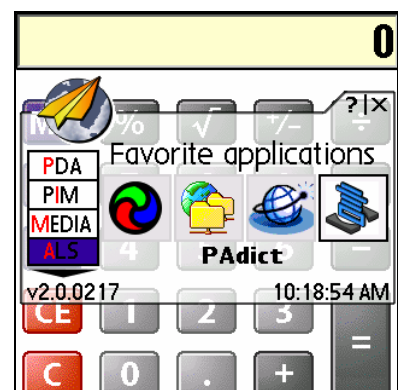 0
M % √ +/- ÷
?|X
Favorite applications
PDA
PIM
MEDIA
ALS
4
PAdict
v2.0.0217
10:18:54 AM
CE 1 2 3 =
C 0 . +